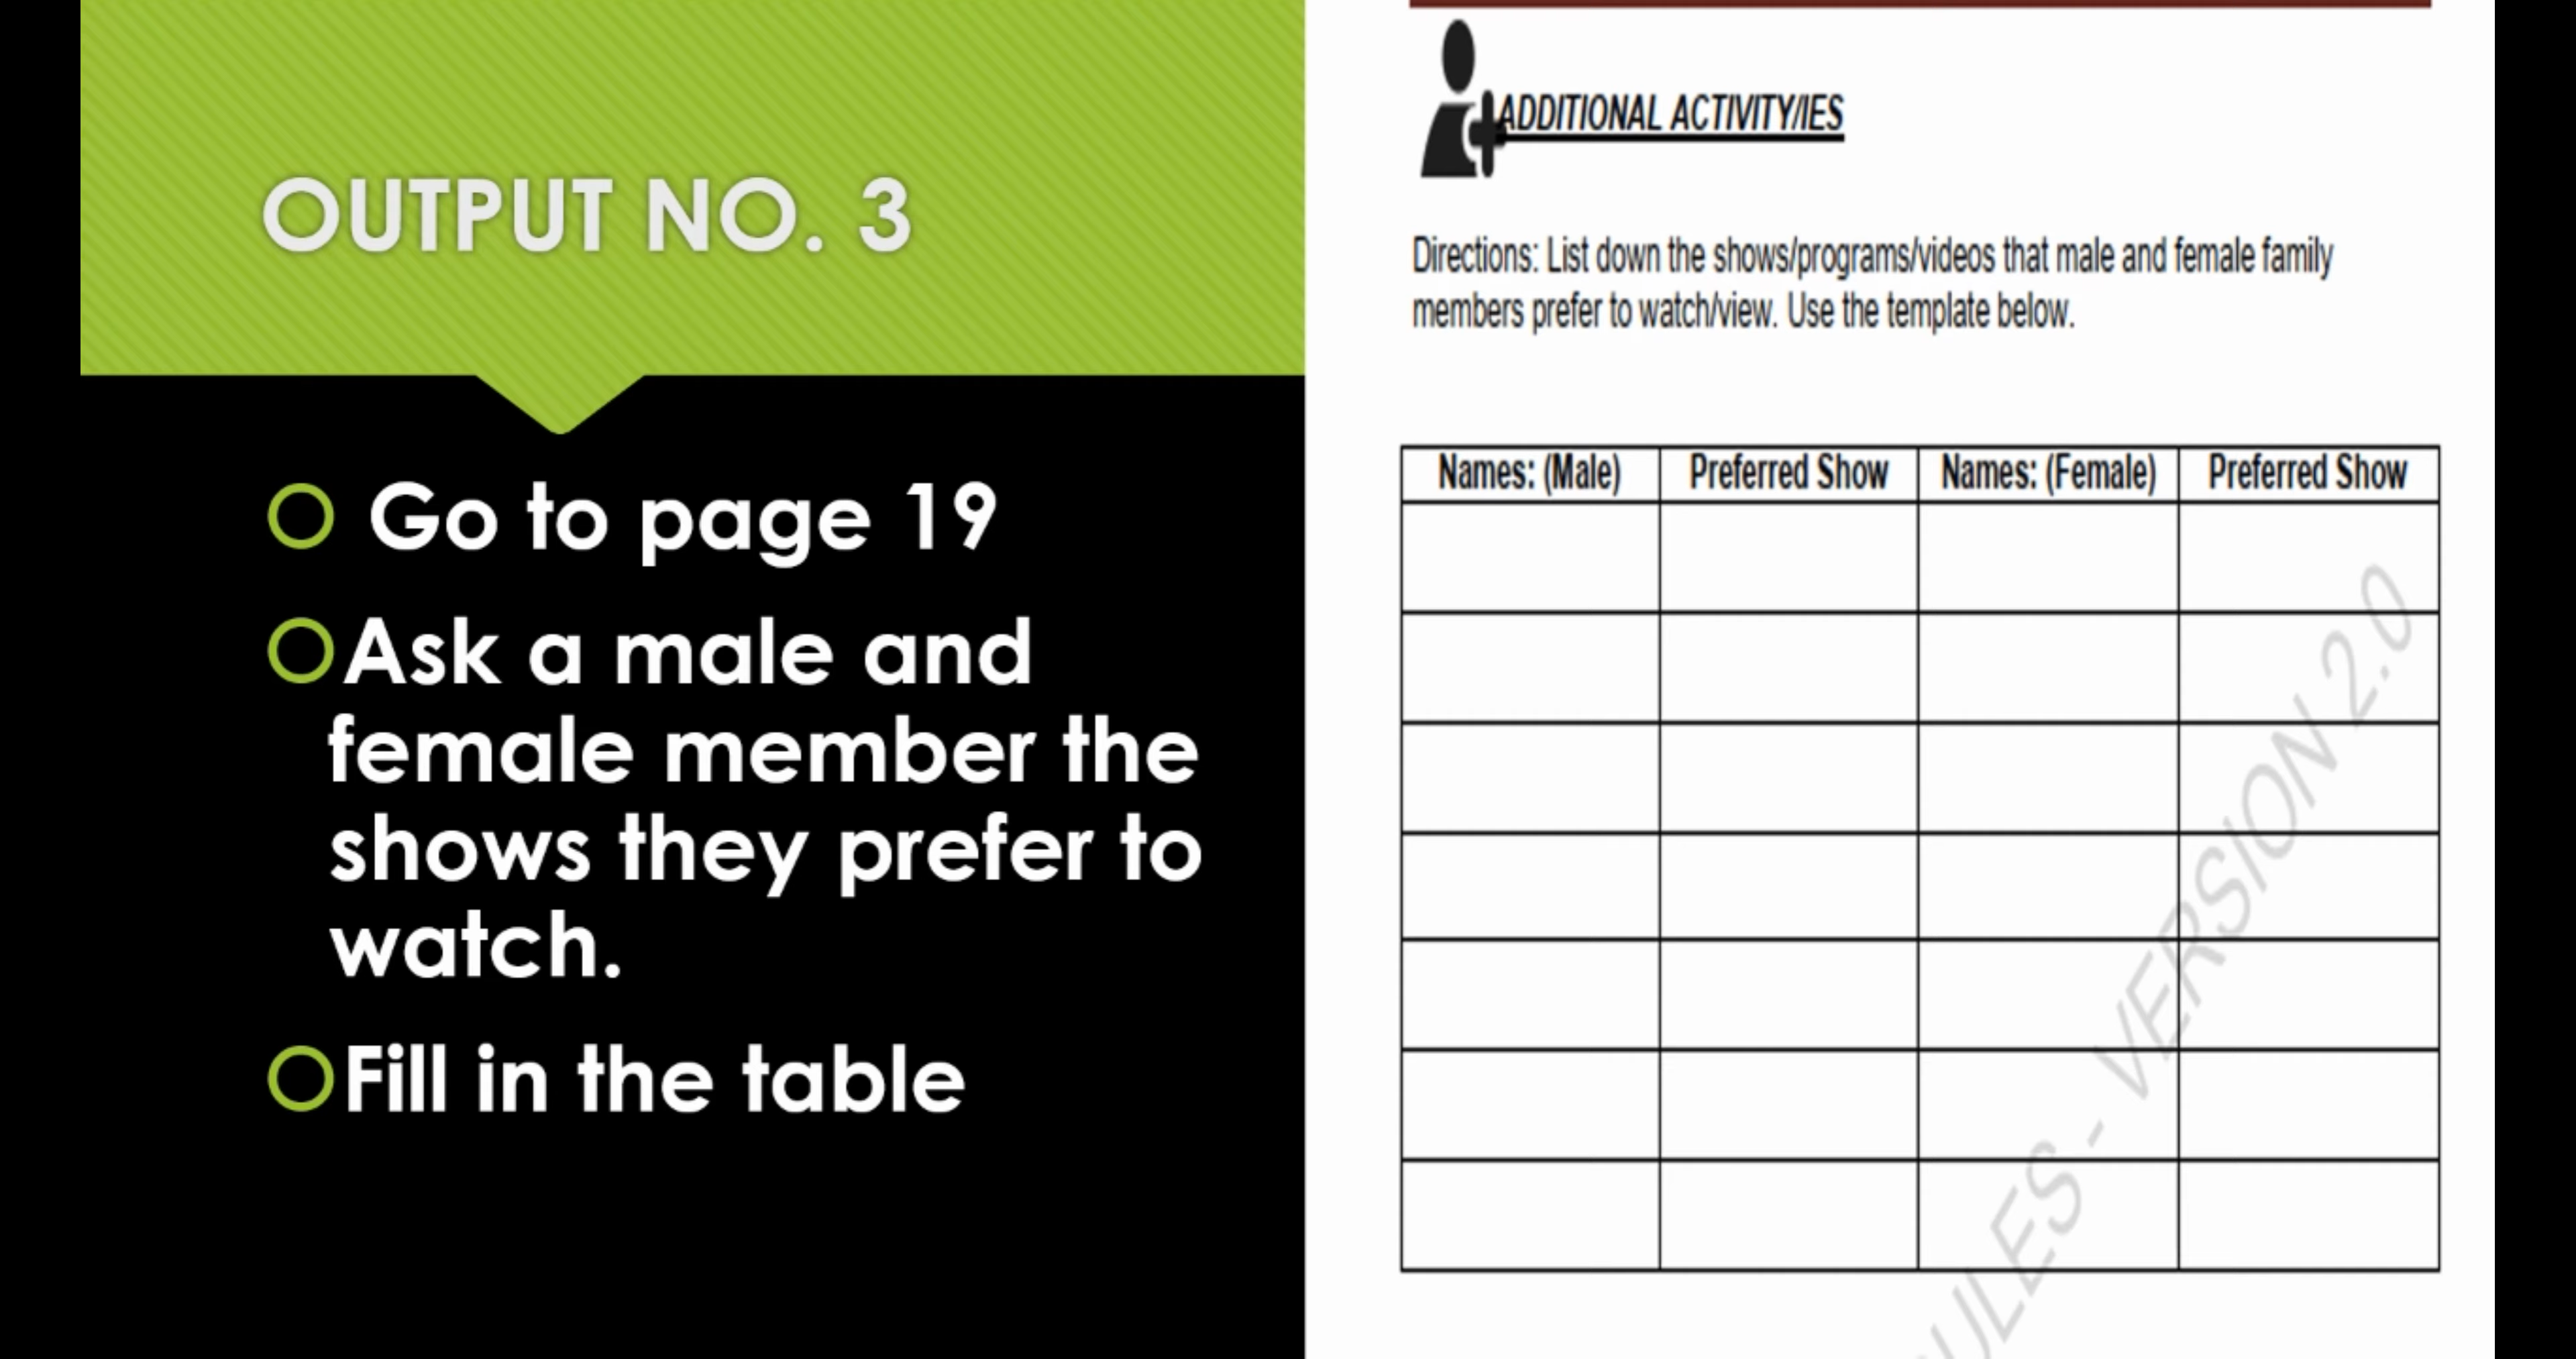 OUTPUT NO. 3
Go to page 19
Ask a male and
female member the
shows they prefer to
watch.
Fill in the table
ADDITIONAL ACTIVITY/IES
Directions: List down the shows/programs/videos that male and female family
members prefer to watch/view. Use the template below.
Names: (Male) Preferred Show Names: (Female) Preferred Show
- VERSION 2.0